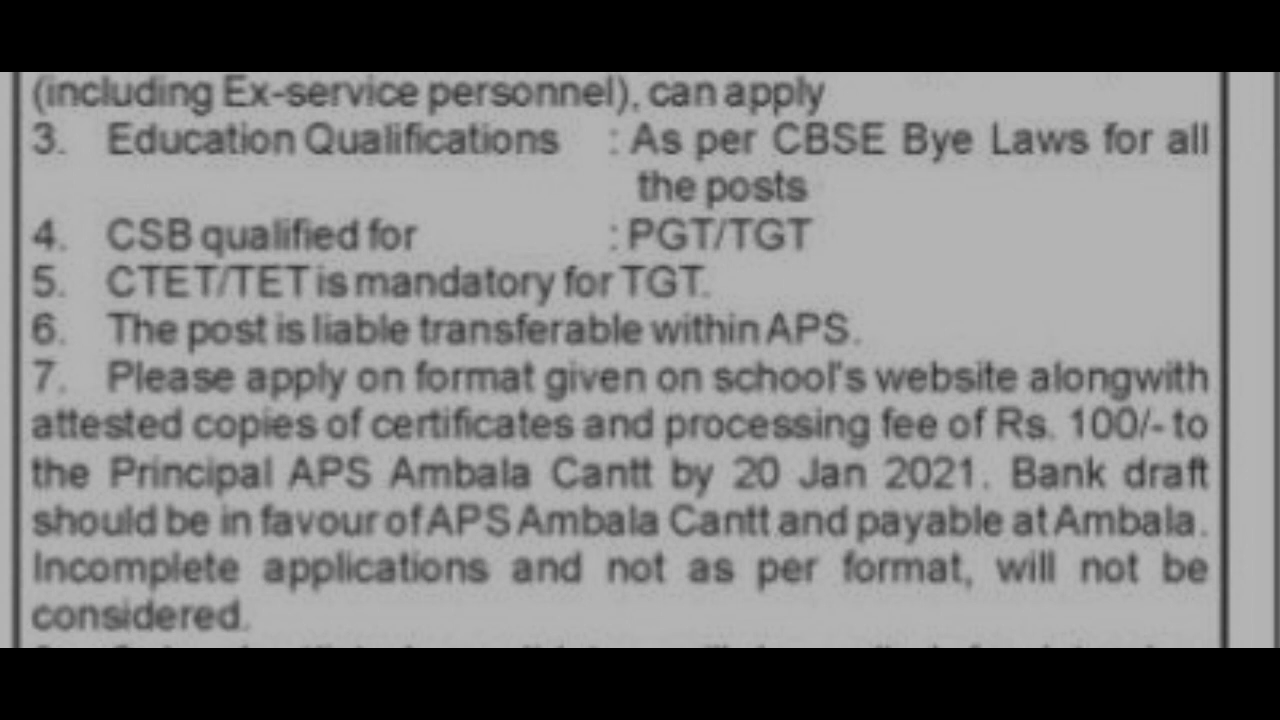 (including Ex-service personnel), can apply
3. Education Qualifications : As per CBSE Bye Laws for all
the posts
4. CSB qualified for : PGT/TGT
5. CTET/TET is mandatory for TGT.
6. The post is liable transferable within APS.
7. Please apply on format given on school's website alongwith
attested copies of certificates and processing fee of Rs. 100/- to
the Principal APS Ambala Cantt by 20 Jan 2021. Bank draft
should be in favour of APS Ambala Cantt and payable at Ambala.
Incomplete applications and not as per format, will not be
considered.